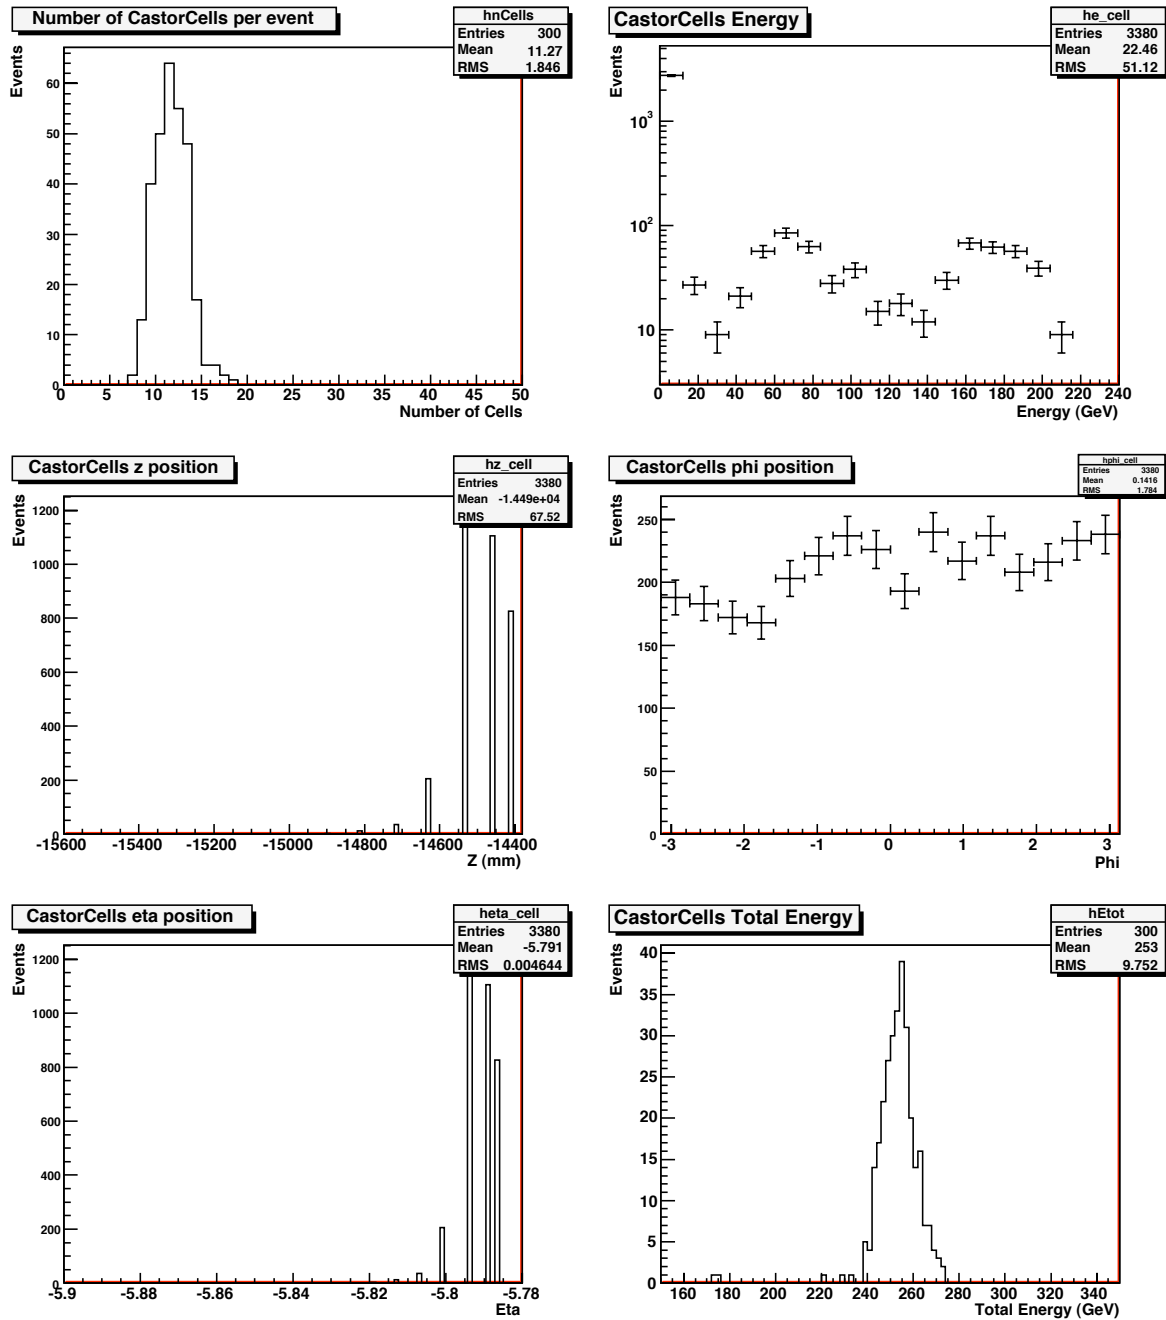 Number of CastorCells per event
hnCells
Entries 300
Mean 11.27
RMS 1.846
Events
60
50
40
30
20
10
0
0 5 10 15 20 25 30 35 40 45 50
Number of Cells
CastorCells Energy
he_cell
Entries 3380
Mean 22.46
RMS 51.12
Events
10³
10²
10
0 20 40 60 80 100 120 140 160 180 200 220 240
Energy (GeV)
CastorCells z position
hz_cell
Entries 3380
Mean -1.449e+04
RMS 67.52
Events
1200
1000
800
600
400
200
0
-15600 -15400 -15200 -15000 -14800 -14600 -14400
Z (mm)
CastorCells phi position
hphi_cell
Entries 3380
Mean 0.1416
RMS 1.784
Events
250
200
150
100
50
0
-3 -2 -1 0 1 2 3
Phi
CastorCells eta position
heta_cell
Entries 3380
Mean -5.791
RMS 0.004644
Events
1200
1000
800
600
400
200
0
-5.9 -5.88 -5.86 -5.84 -5.82 -5.8 -5.78
Eta
CastorCells Total Energy
hEtot
Entries 300
Mean 253
RMS 9.752
Events
40
35
30
25
20
15
10
5
0
160 180 200 220 240 260 280 300 320 340
Total Energy (GeV)